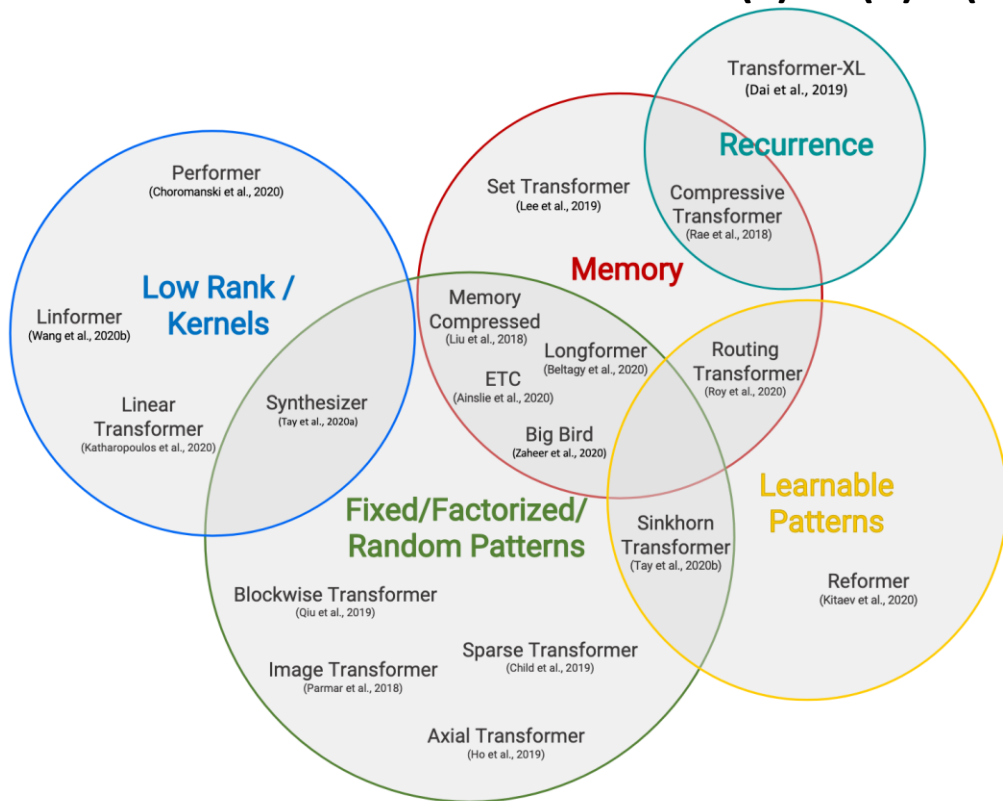 Transformer-XL
(Dai et al., 2019)
Recurrence
Compressive
Transformer
(Rae et al., 2018)
Set Transformer
(Lee et al., 2019)
Memory
Performer
(Choromanski et al., 2020)
Low Rank /
Kernels
Linformer
(Wang et al., 2020b)
Linear
Transformer
(Katharopoulos et al., 2020)
Synthesizer
(Tay et al., 2020a)
Memory
Compressed
(Liu et al., 2018)
Longformer
(Beltagy et al., 2020)
ETC
(Ainslie et al., 2020)
Big Bird
(Zaheer et al., 2020)
Routing
Transformer
(Roy et al., 2020)
Learnable
Patterns
Fixed/Factorized/
Random Patterns
Sinkhorn
Transformer
(Tay et al., 2020b)
Reformer
(Kitaev et al., 2020)
Blockwise Transformer
(Qiu et al., 2019)
Sparse Transformer
(Child et al., 2019)
Image Transformer
(Parmar et al., 2018)
Axial Transformer
(Ho et al., 2019)